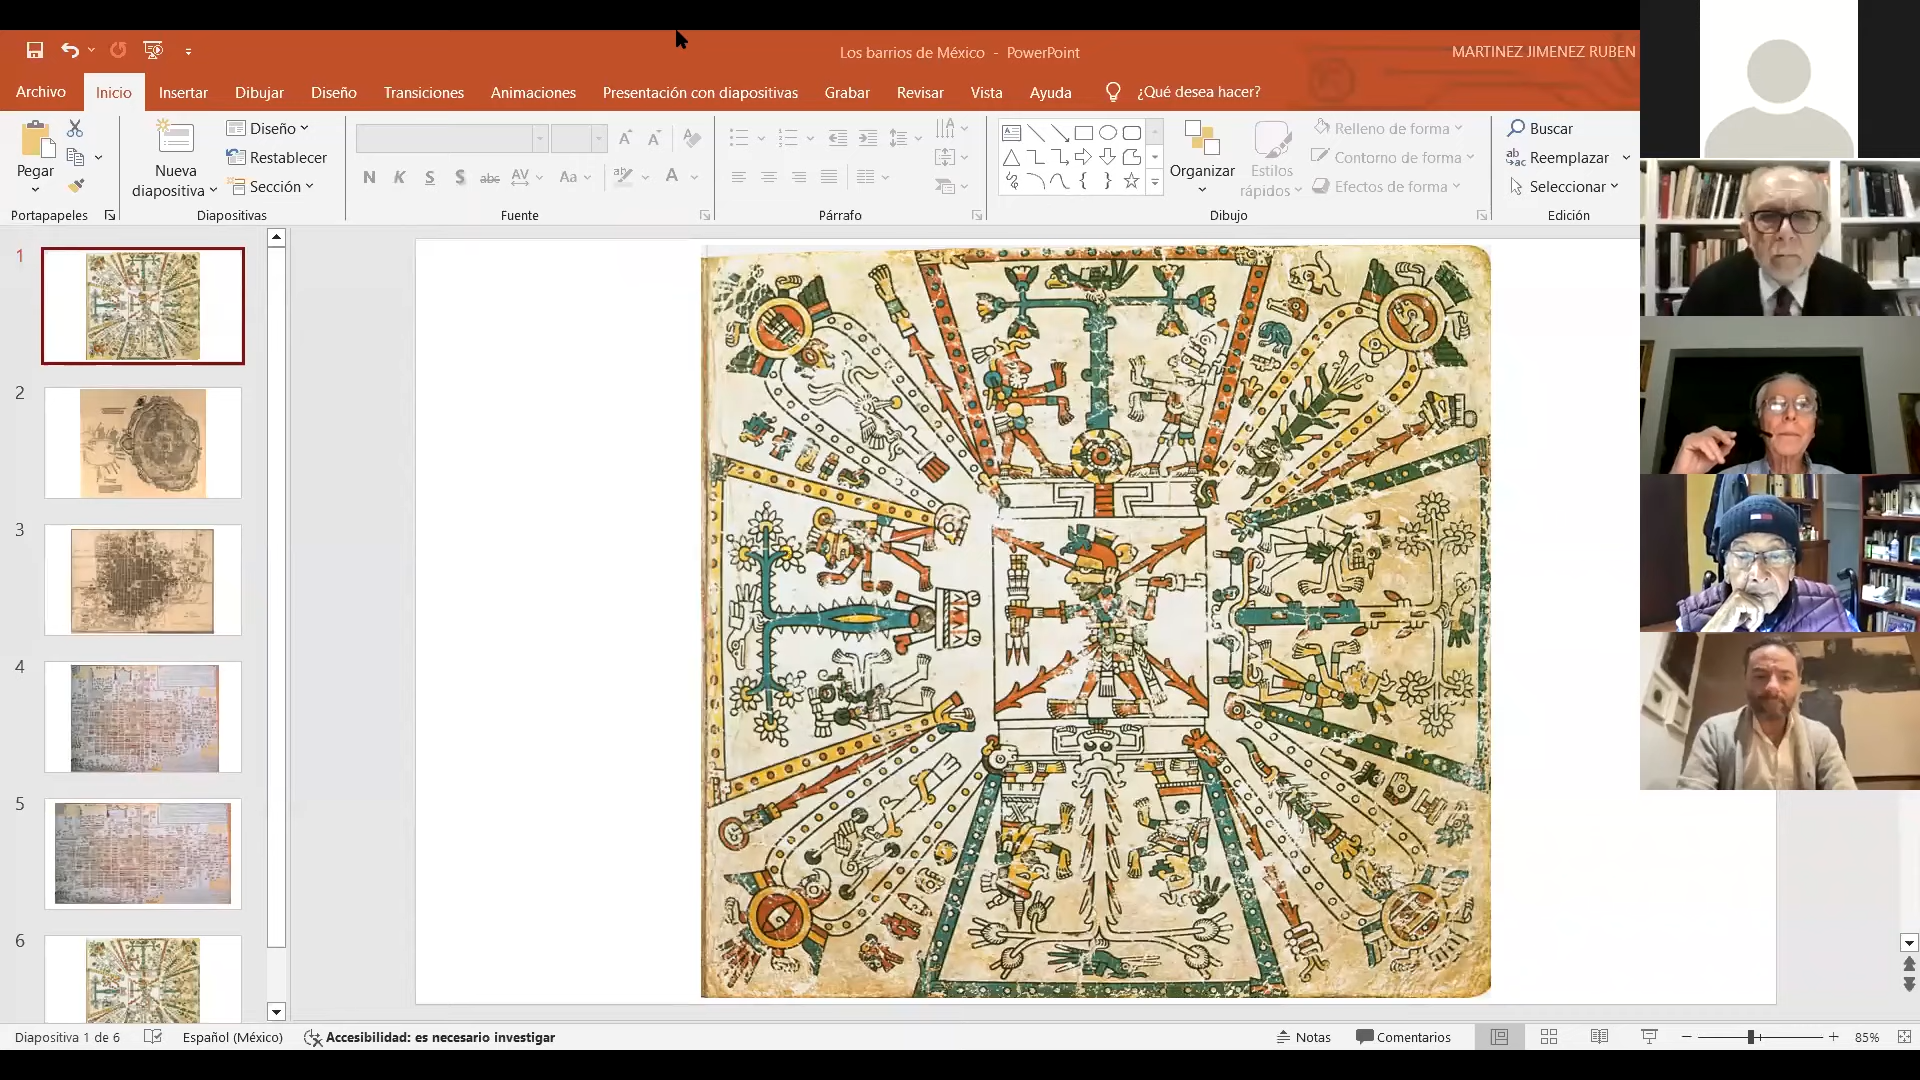 Los barrios de México - PowerPoint
MARTINEZ JIMENEZ RUBEN
Archivo
Inicio
Insertar
Dibujar
Diseño
Transiciones
Animaciones
Presentación con diapositivas
Grabar
Revisar
Vista
Ayuda
¿Qué desea hacer?
Pegar
Nueva
diapositiva
Diseño
Restablecer
Sección
N K S S abc AV Aa A
Organizar
Estilos
rápidos
Relleno de forma
Contorno de forma
Efectos de forma
Buscar
Reemplazar
Seleccionar
Portapapeles
Diapositivas
Fuente
Párrafo
Dibujo
Edición
1
2
3
4
5
6
Diapositiva 1 de 6
Español (México)
Accesibilidad: es necesario investigar
Notas
Comentarios
85%